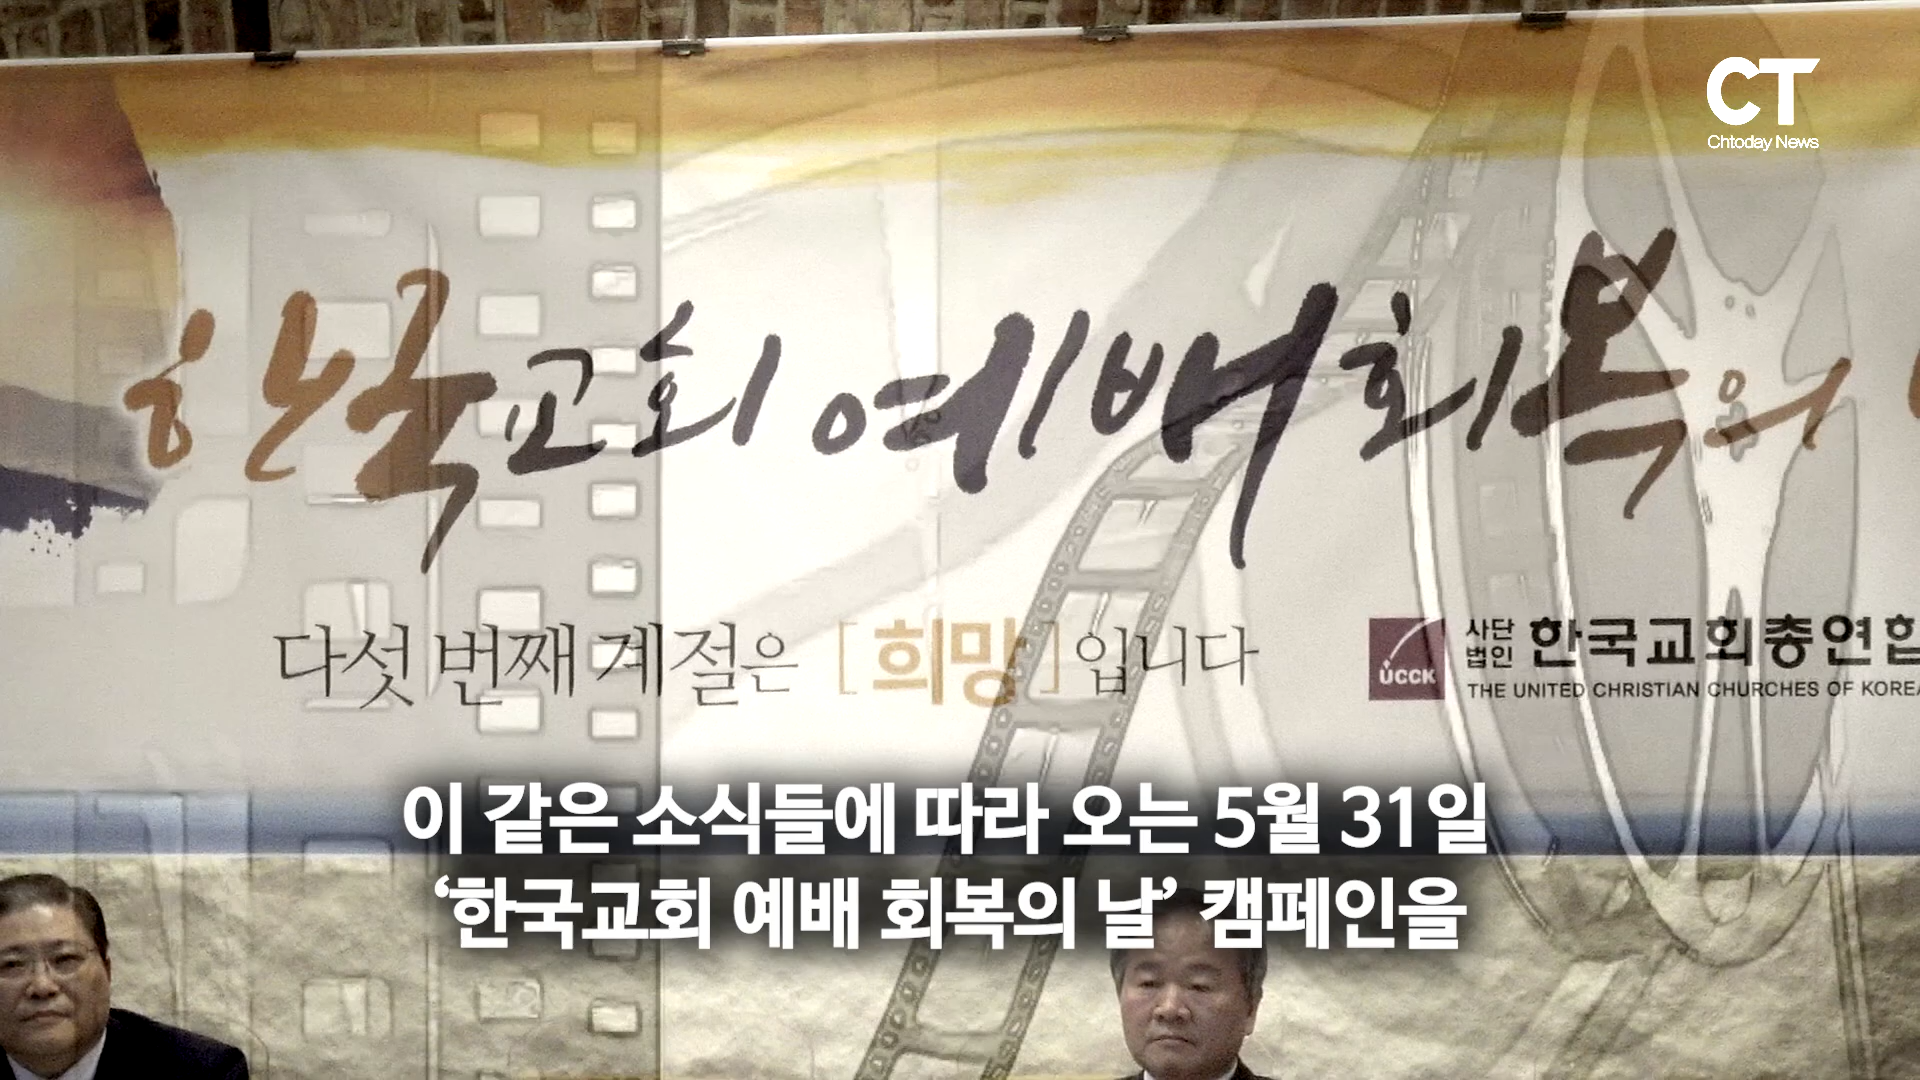 CT
Chtoday News
한국교회 예배회복의
다섯 번째 계절은 [희망]입니다
UCCK
사단
법인
한국교회총연합
THE UNITED CHRISTIAN CHURCHES OF KOREA
이 같은 소식들에 따라 오는 5월 31일
‘한국교회 예배 회복의 날’ 캠페인을